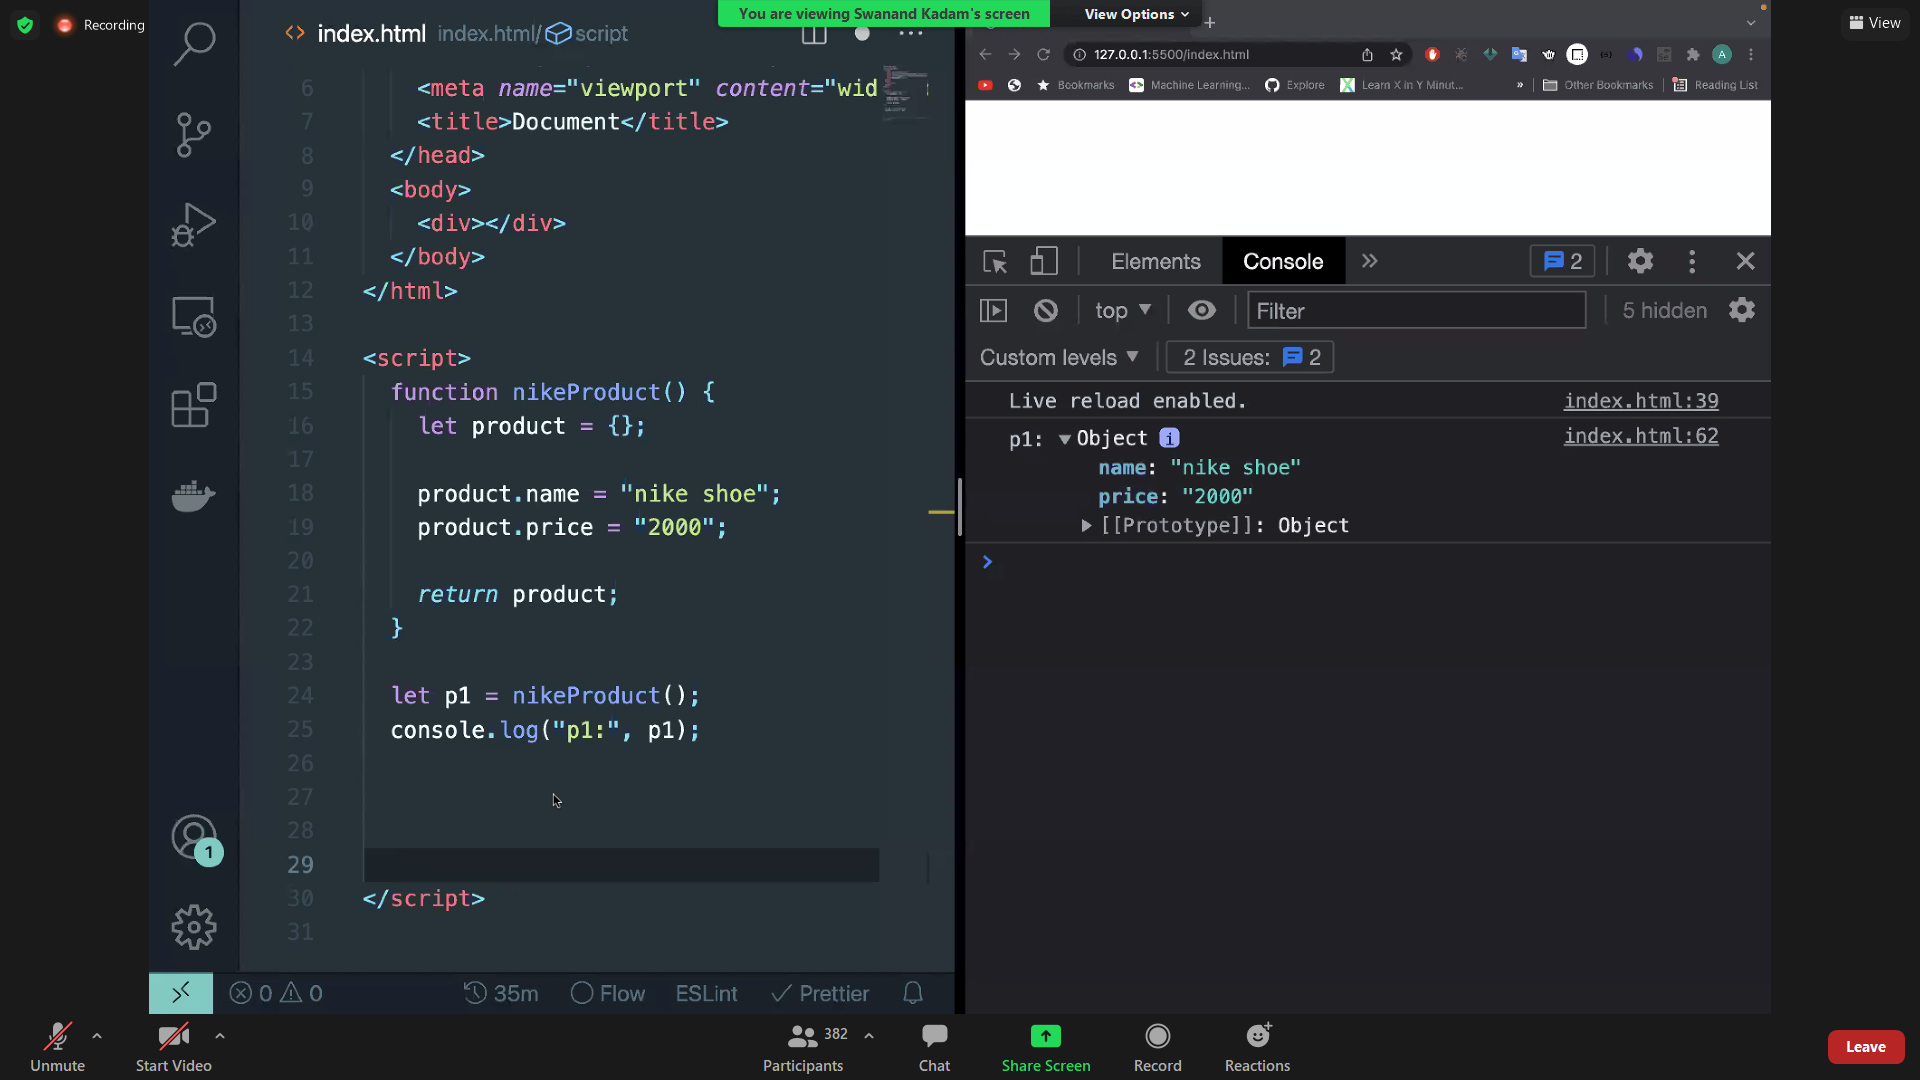 Recording
You are viewing Swanand Kadam's screen
View Options
View
index.html index.html/ script
6 <meta name="viewport" content="wid
7 <title>Document</title>
8 </head>
9 <body>
10 <div></div>
11 </body>
12 </html>
13
14 <script>
15 function nikeProduct() {
16 let product = {};
17
18 product.name = "nike shoe";
19 product.price = "2000";
20
21 return product;
22 }
23
24 let p1 = nikeProduct();
25 console.log("p1:", p1);
26
27
28
29
30 </script>
31
1
0 0 35m Flow ESLint Prettier
127.0.0.1:5500/index.html
A
Bookmarks Machine Learning... Explore Learn X in Y Minut... » Other Bookmarks Reading List
Elements Console » 2
top Filter 5 hidden
Custom levels 2 Issues: 2
Live reload enabled. index.html:39
p1: Object i index.html:62
name: "nike shoe"
price: "2000"
[[Prototype]]: Object
Unmute
Start Video
382
Participants
Chat
Share Screen
Record
Reactions
Leave